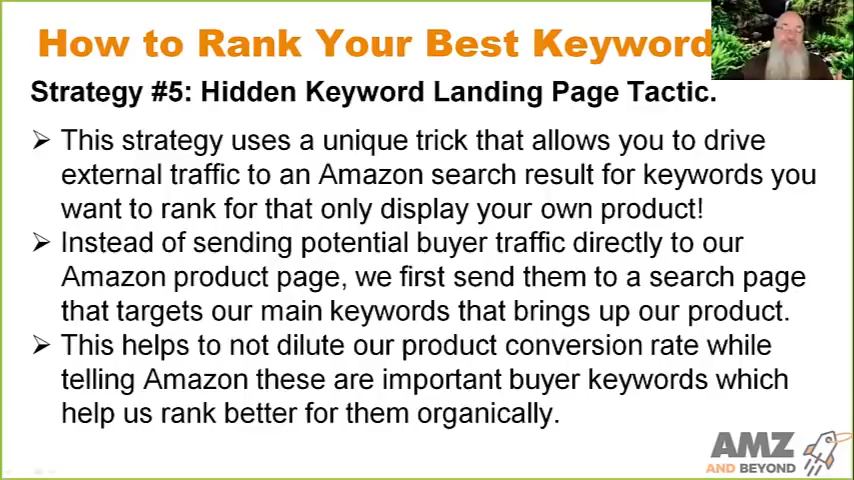 How to Rank Your Best Keyword
Strategy #5: Hidden Keyword Landing Page Tactic.
➢ This strategy uses a unique trick that allows you to drive
external traffic to an Amazon search result for keywords you
want to rank for that only display your own product!
➢ Instead of sending potential buyer traffic directly to our
Amazon product page, we first send them to a search page
that targets our main keywords that brings up our product.
➢ This helps to not dilute our product conversion rate while
telling Amazon these are important buyer keywords which
help us rank better for them organically.
AMZ
AND BEYOND